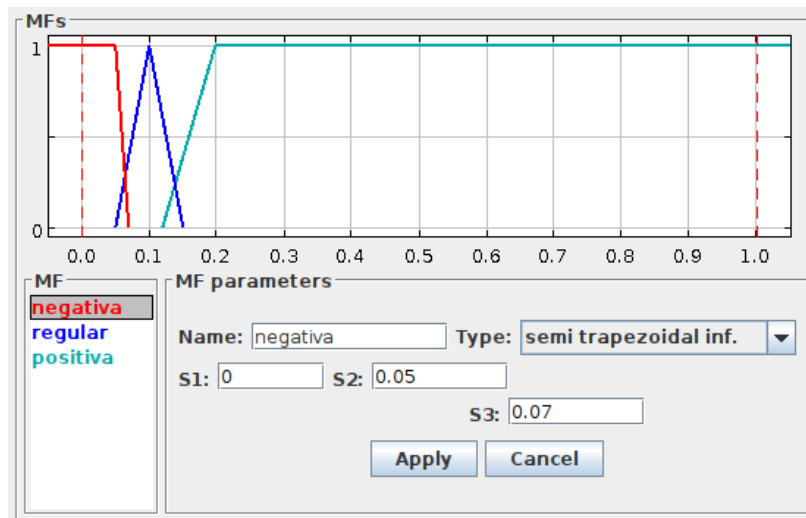 MFs
1
0
0.0 0.1 0.2 0.3 0.4 0.5 0.6 0.7 0.8 0.9 1.0
MF
negativa
regular
positiva
MF parameters
Name: negativa Type: semi trapezoidal inf.
S1: 0 S2: 0.05
S3: 0.07
Apply Cancel